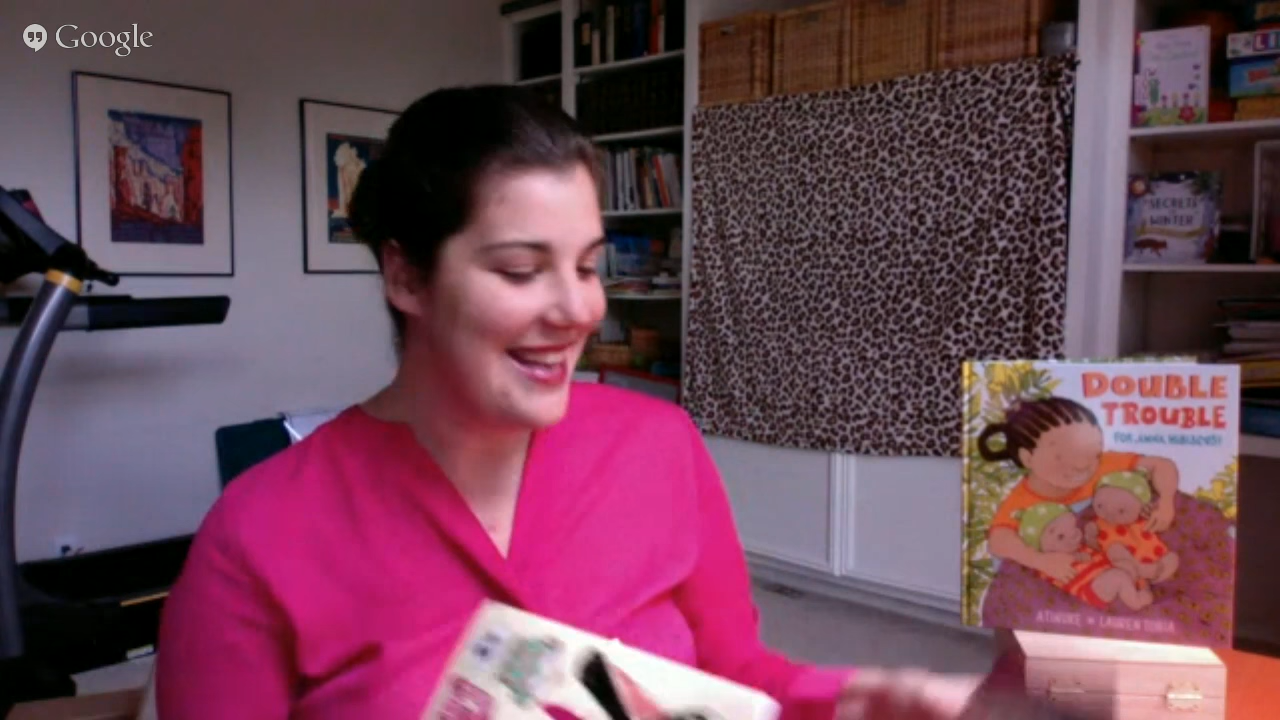 Google
DOUBLE
TROUBLE
FOR ANNA HIBISCUS!
ATINUKE LAUREN TOBIA
SECRETS
WINTER